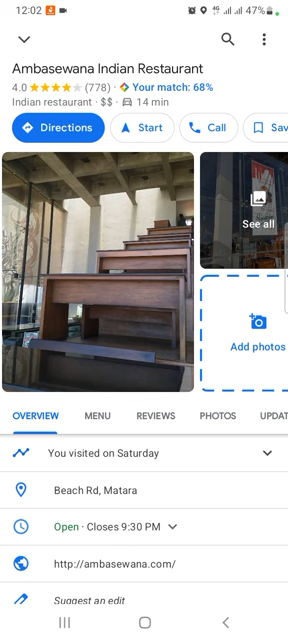 12:02 47%
Ambasewana Indian Restaurant
4.0 (778) · Your match: 68%
Indian restaurant · $$ · 14 min
Directions Start Call Sav
See all
Add photos
OVERVIEW MENU REVIEWS PHOTOS UPDAT
You visited on Saturday
Beach Rd, Matara
Open · Closes 9:30 PM
http://ambasewana.com/
Suggest an edit